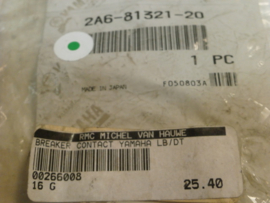 2A6-81321-20
1 PC
MADE IN JAPAN
F050803A
RMC MICHEL VAN HAUWE
BREAKER CONTACT YAMAHA LB/DT
00266008
16 G
25.40